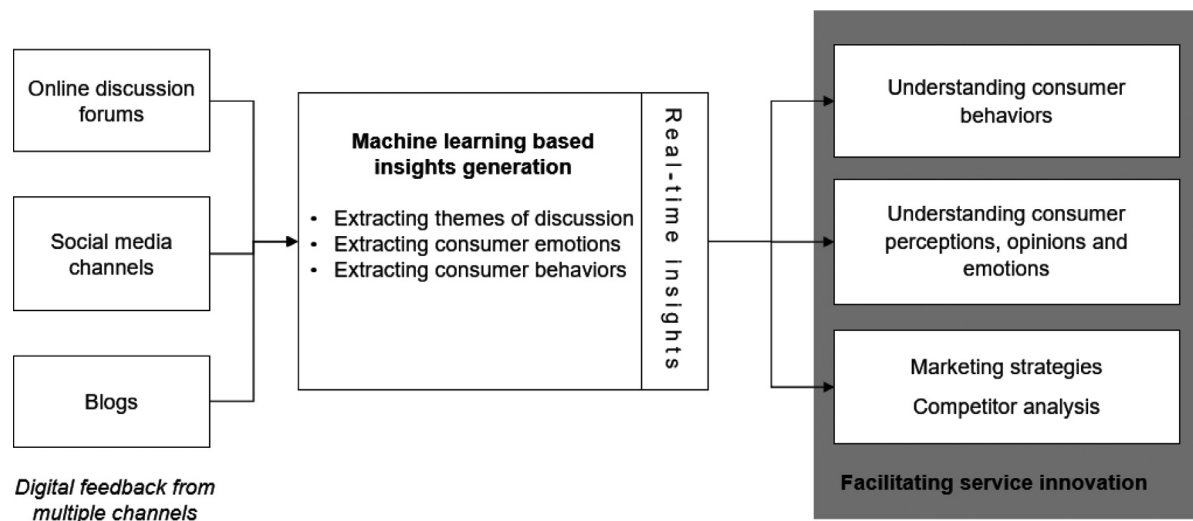 Online discussion
forums
Social media
channels
Blogs
Digital feedback from
multiple channels
Machine learning based
insights generation
• Extracting themes of discussion
• Extracting consumer emotions
• Extracting consumer behaviors
Real-time insights
Understanding consumer
behaviors
Understanding consumer
perceptions, opinions and
emotions
Marketing strategies
Competitor analysis
Facilitating service innovation